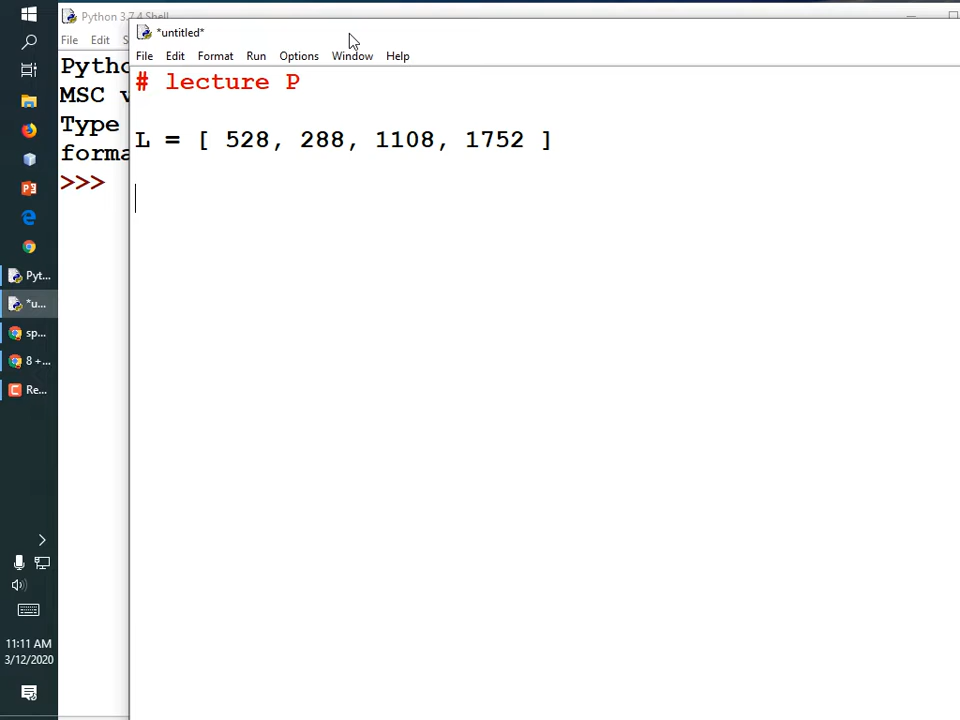 Python 3.7.4 Shell
File Edit S
*untitled*
File Edit Format Run Options Window Help
Pytho
MSC v
Type
forma
>>>
# lecture P
L = [ 528, 288, 1108, 1752 ]
Pyt...
*u...
sp...
8 +...
Re...
11:11 AM
3/12/2020